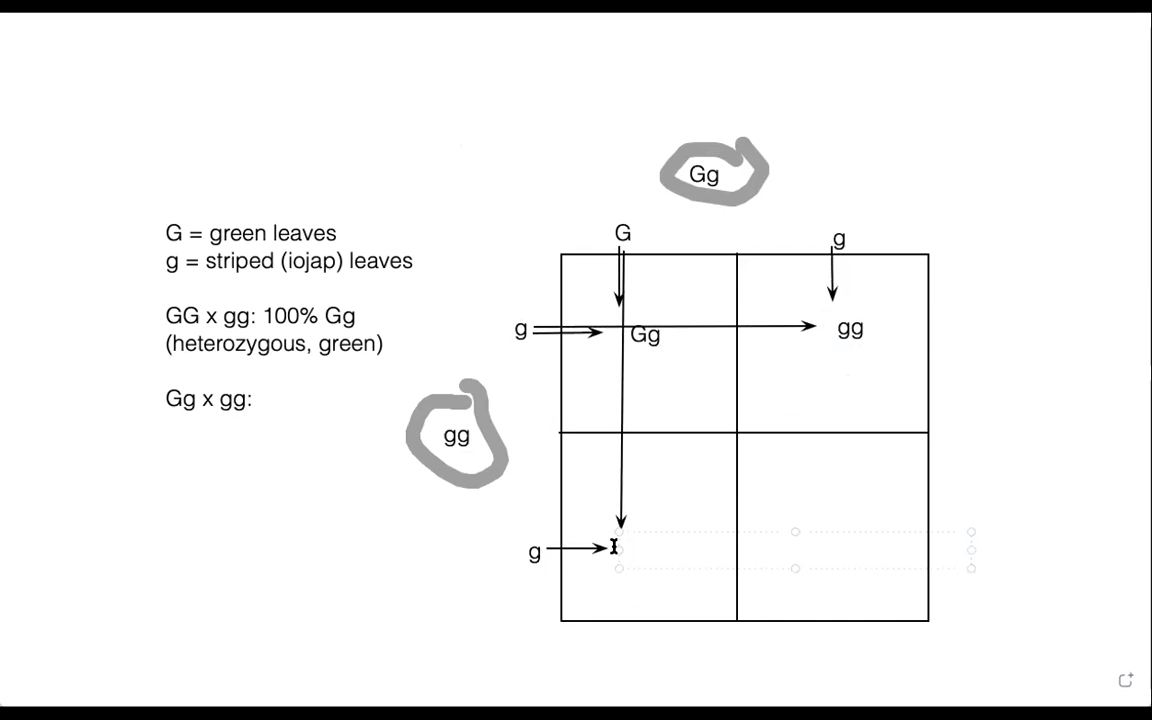 Gg
G
g
G = green leaves
g = striped (iojap) leaves
GG x gg: 100% Gg
(heterozygous, green)
g
Gg
gg
Gg x gg:
gg
g